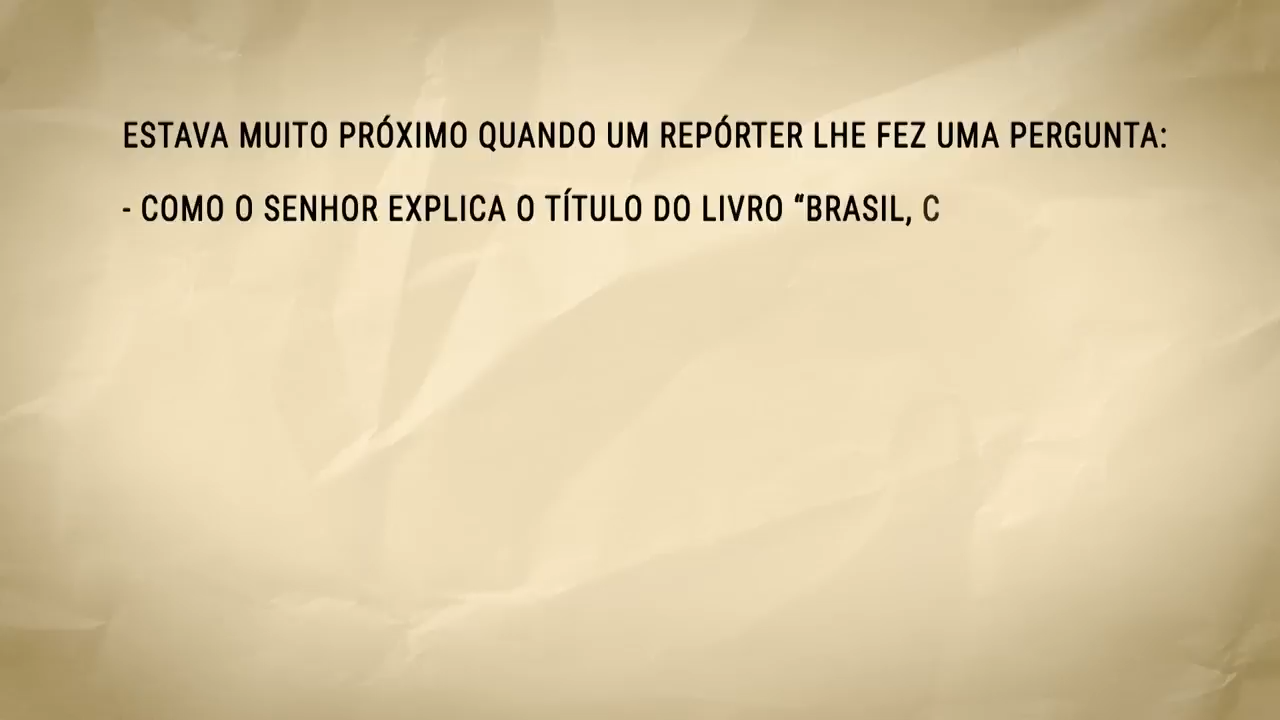 ESTAVA MUITO PRÓXIMO QUANDO UM REPÓRTER LHE FEZ UMA PERGUNTA:
- COMO O SENHOR EXPLICA O TÍTULO DO LIVRO “BRASIL, C